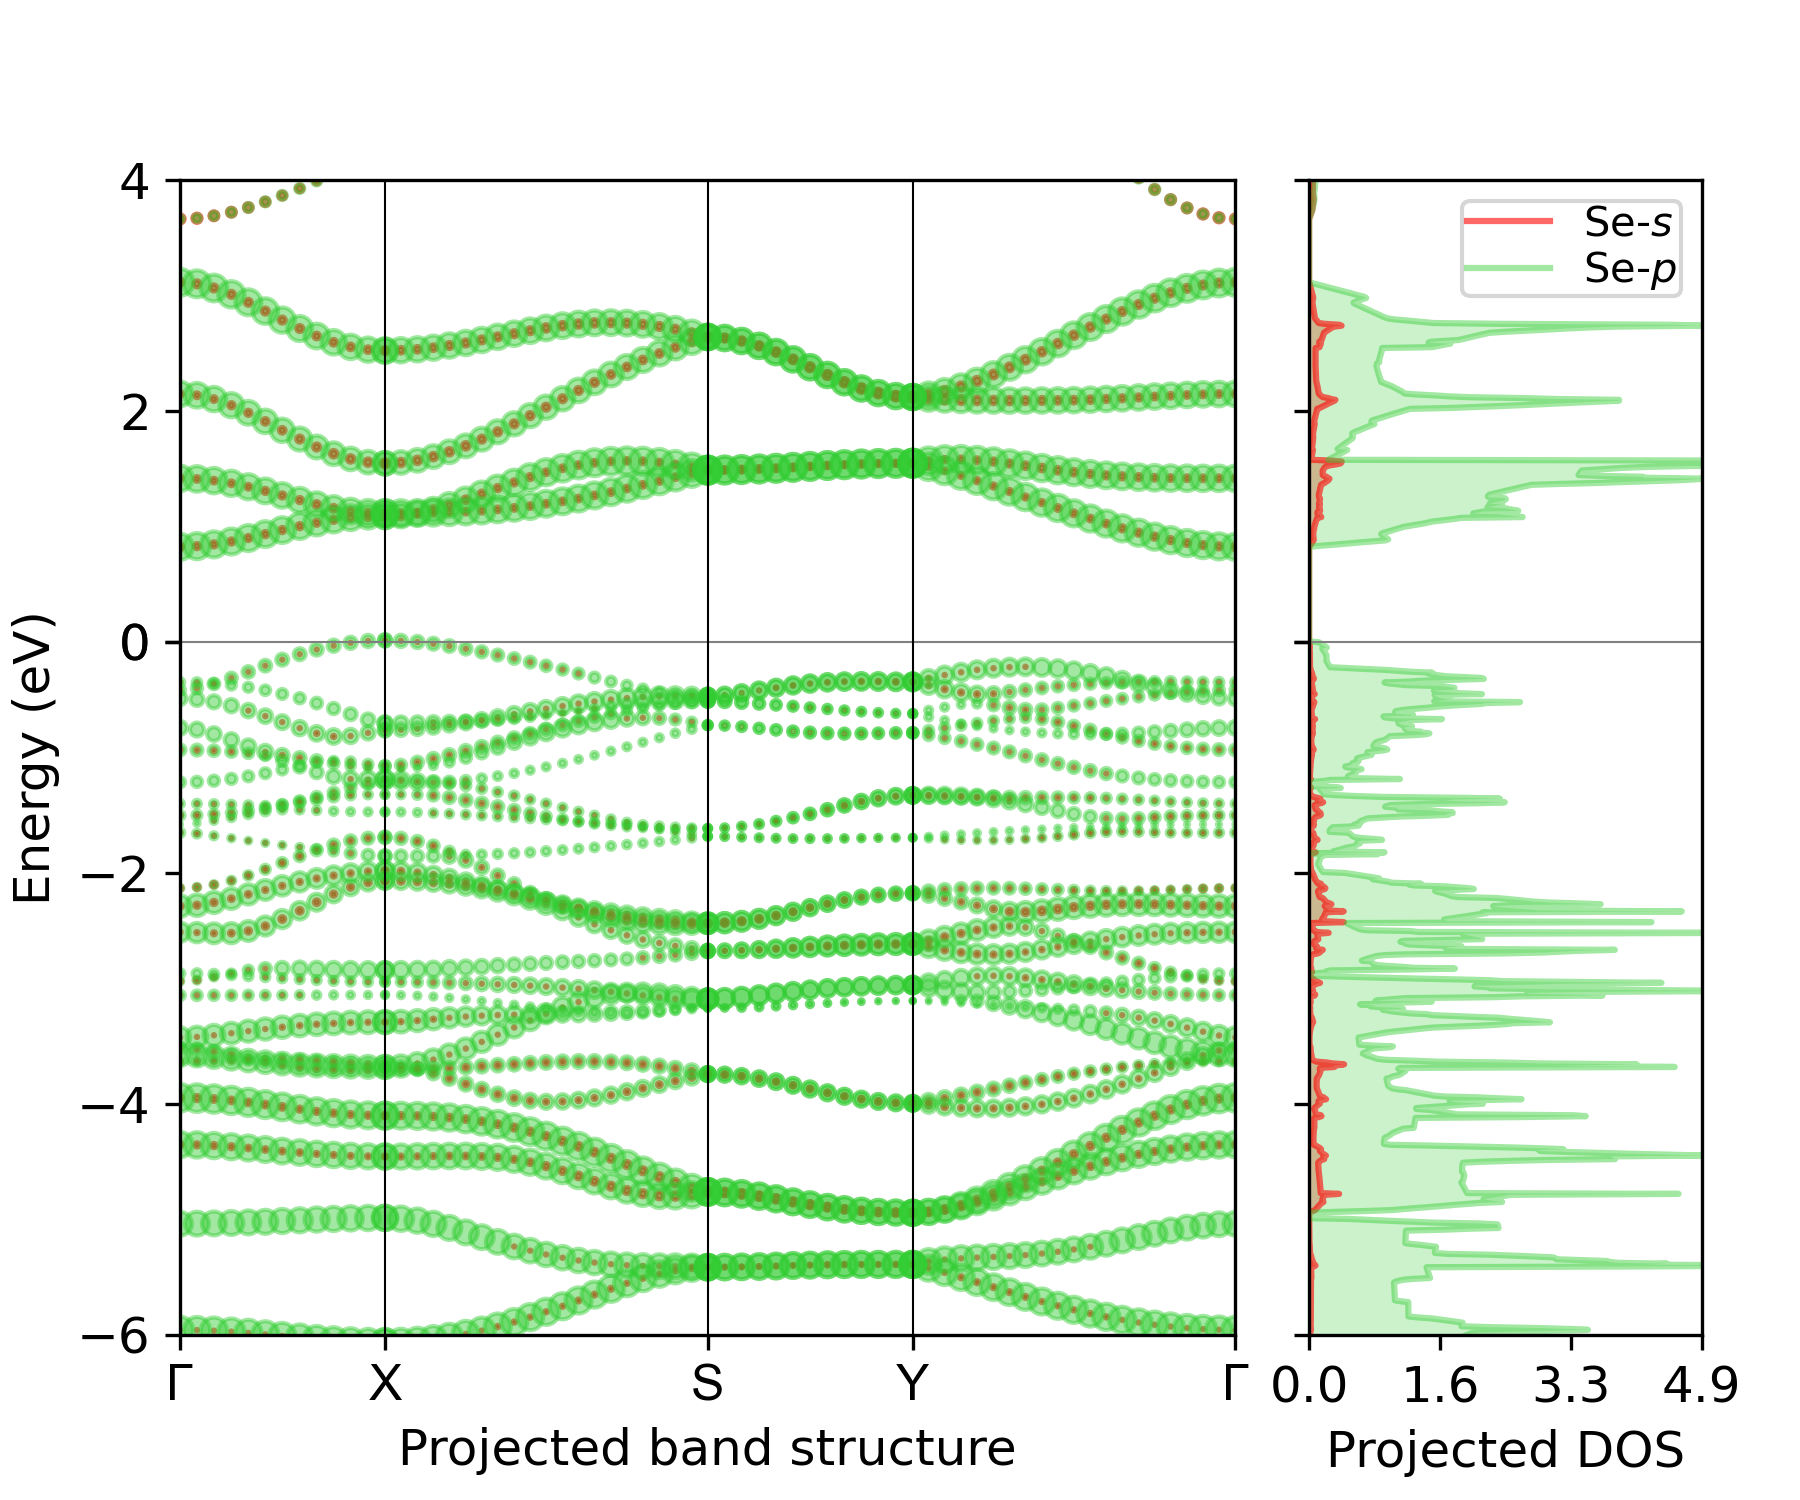 4
2
0
−2
−4
−6
Energy (eV)
Γ X S Y Γ
Projected band structure
Se-s
Se-p
0.0 1.6 3.3 4.9
Projected DOS